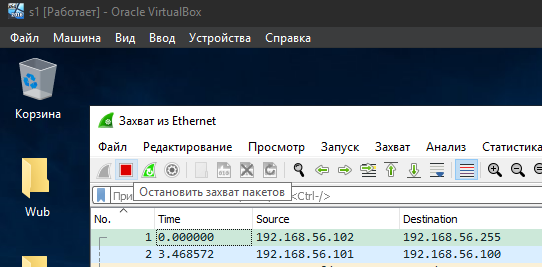 s1 [Работает] - Oracle VirtualBox
Файл Машина Вид Ввод Устройства Справка
Корзина
Wub
Захват из Ethernet
Файл Редактирование Просмотр Запуск Захват Анализ Статистика
Остановить захват пакетов
<Ctrl-/>
No. Time Source Destination
1 0.000000 192.168.56.102 192.168.56.255
2 3.468572 192.168.56.101 192.168.56.100